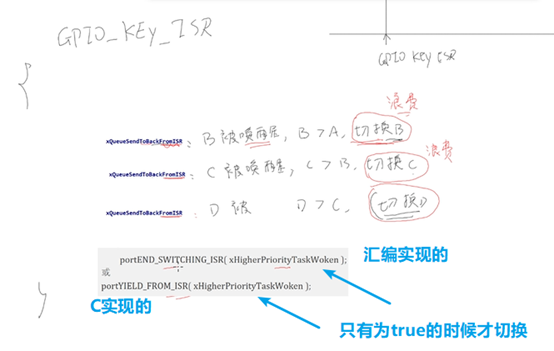 GPIO_KEY_ISR
GPIO KEY ISR
{
浪费
xQueueSendToBackFromISR : B 被唤醒, B > A, 切换B
浪费
xQueueSendToBackFromISR : C 被唤醒, C > B, 切换C
xQueueSendToBackFromISR : D 被 D > C, 切换D
portEND_SWITCHING_ISR( xHigherPriorityTaskWoken );
汇编实现的
或
portYIELD_FROM_ISR( xHigherPriorityTaskWoken );
}
C实现的
只有为true的时候才切换